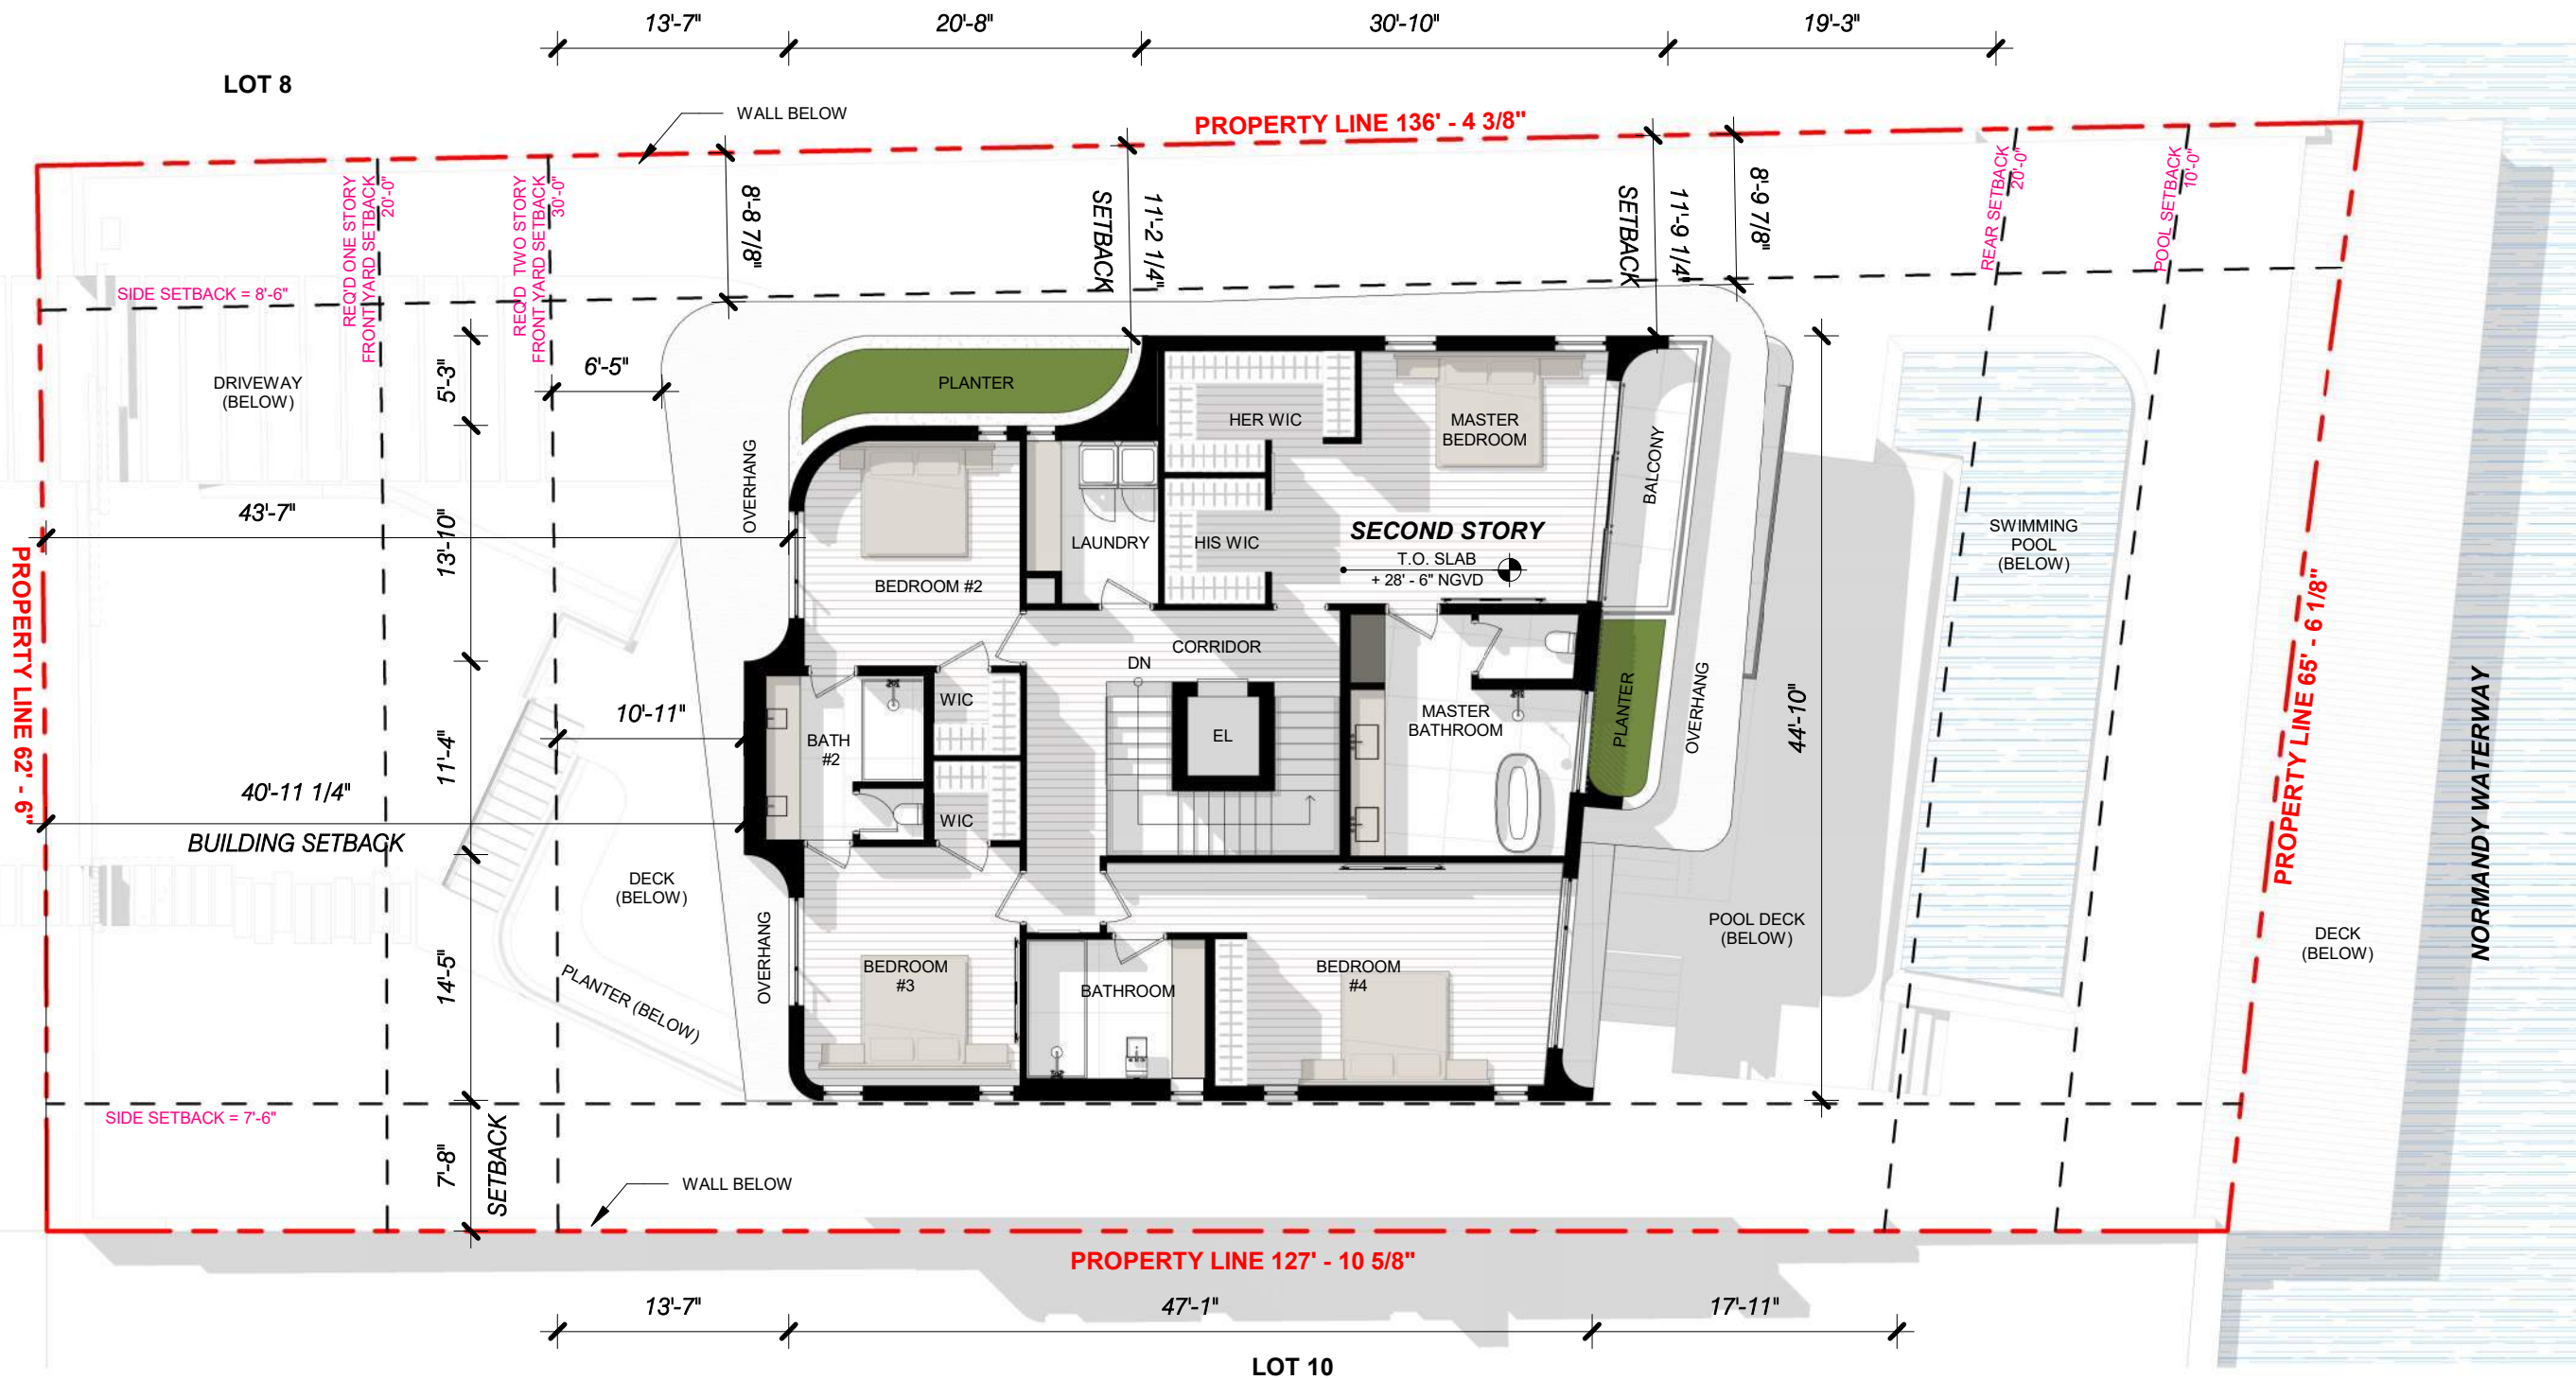 13'-7"
20'-8"
30'-10"
19'-3"
LOT 8
WALL BELOW
PROPERTY LINE 136' - 4 3/8"
REQ'D ONE STORY
FRONT YARD SETBACK
20'-0"
REQ'D TWO STORY
FRONT YARD SETBACK
30'-0"
8'-8 7/8"
SETBACK
11'-2 1/4"
SETBACK
11'-9 1/4"
8'-9 7/8"
REAR SETBACK
20'-0"
POOL SETBACK
10'-0"
SIDE SETBACK = 8'-6"
DRIVEWAY
(BELOW)
5'-3"
6'-5"
PLANTER
HER WIC
MASTER
BEDROOM
BALCONY
OVERHANG
43'-7"
13'-10"
LAUNDRY
HIS WIC
SECOND STORY
T.O. SLAB
+ 28' - 6" NGVD
SWIMMING
POOL
(BELOW)
BEDROOM #2
PROPERTY LINE 62' - 6"
PROPERTY LINE 65' - 6 1/8"
CORRIDOR
DN
WIC
10'-11"
BATH
#2
EL
MASTER
BATHROOM
PLANTER
OVERHANG
44'-10"
11'-4"
40'-11 1/4"
BUILDING SETBACK
WIC
NORMANDY WATERWAY
DECK
(BELOW)
OVERHANG
POOL DECK
(BELOW)
DECK
(BELOW)
14'-5"
PLANTER (BELOW)
BEDROOM
#3
BATHROOM
BEDROOM
#4
SIDE SETBACK = 7'-6"
7'-8"
SETBACK
WALL BELOW
PROPERTY LINE 127' - 10 5/8"
13'-7"
47'-1"
17'-11"
LOT 10